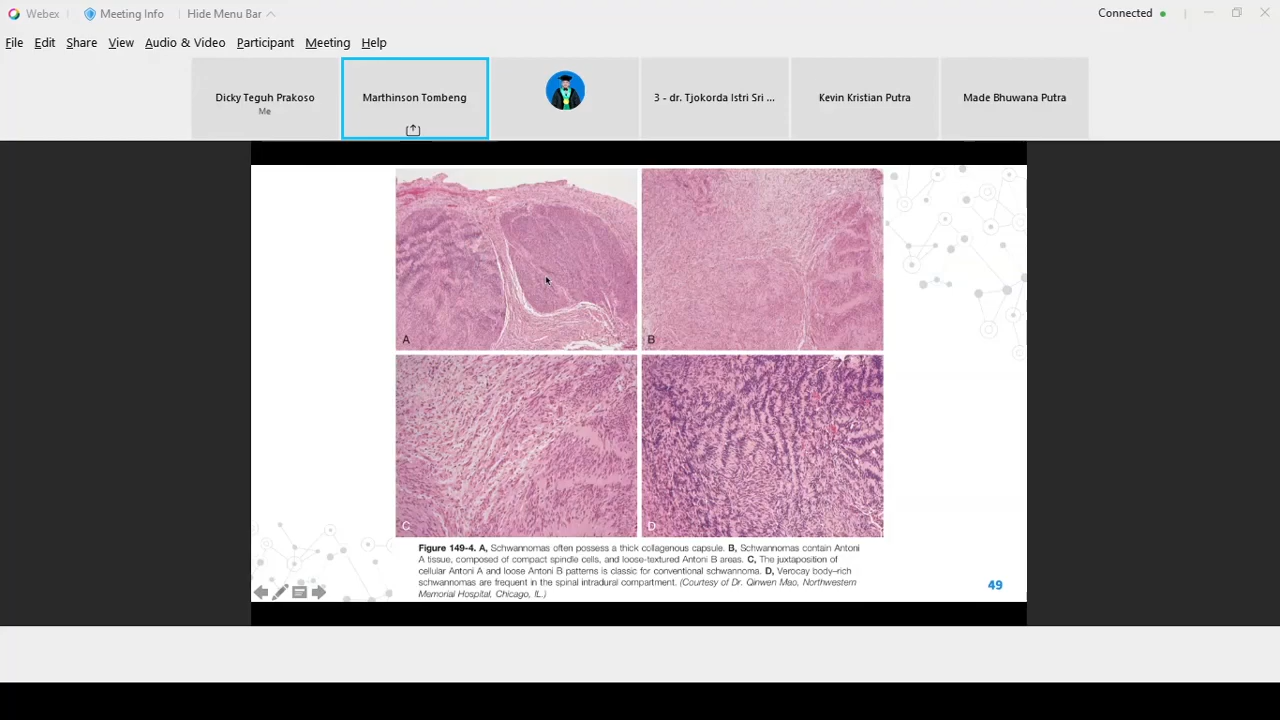 Webex Meeting Info Hide Menu Bar Connected
File Edit Share View Audio & Video Participant Meeting Help
Dicky Teguh Prakoso
Me
Marthinson Tombeng
3 - dr. Tjokorda Istri Sri ...
Kevin Kristian Putra
Made Bhuwana Putra
A
B
C
D
Figure 149-4. A, Schwannomas often possess a thick collagenous capsule. B, Schwannomas contain Antoni
A tissue, composed of compact spindle cells, and loose-textured Antoni B areas. C, The juxtaposition of
cellular Antoni A and loose Antoni B patterns is classic for conventional schwannoma. D, Verocay body–rich
schwannomas are frequent in the spinal intradural compartment. (Courtesy of Dr. Qinwen Mao, Northwestern
Memorial Hospital, Chicago, IL.)
49